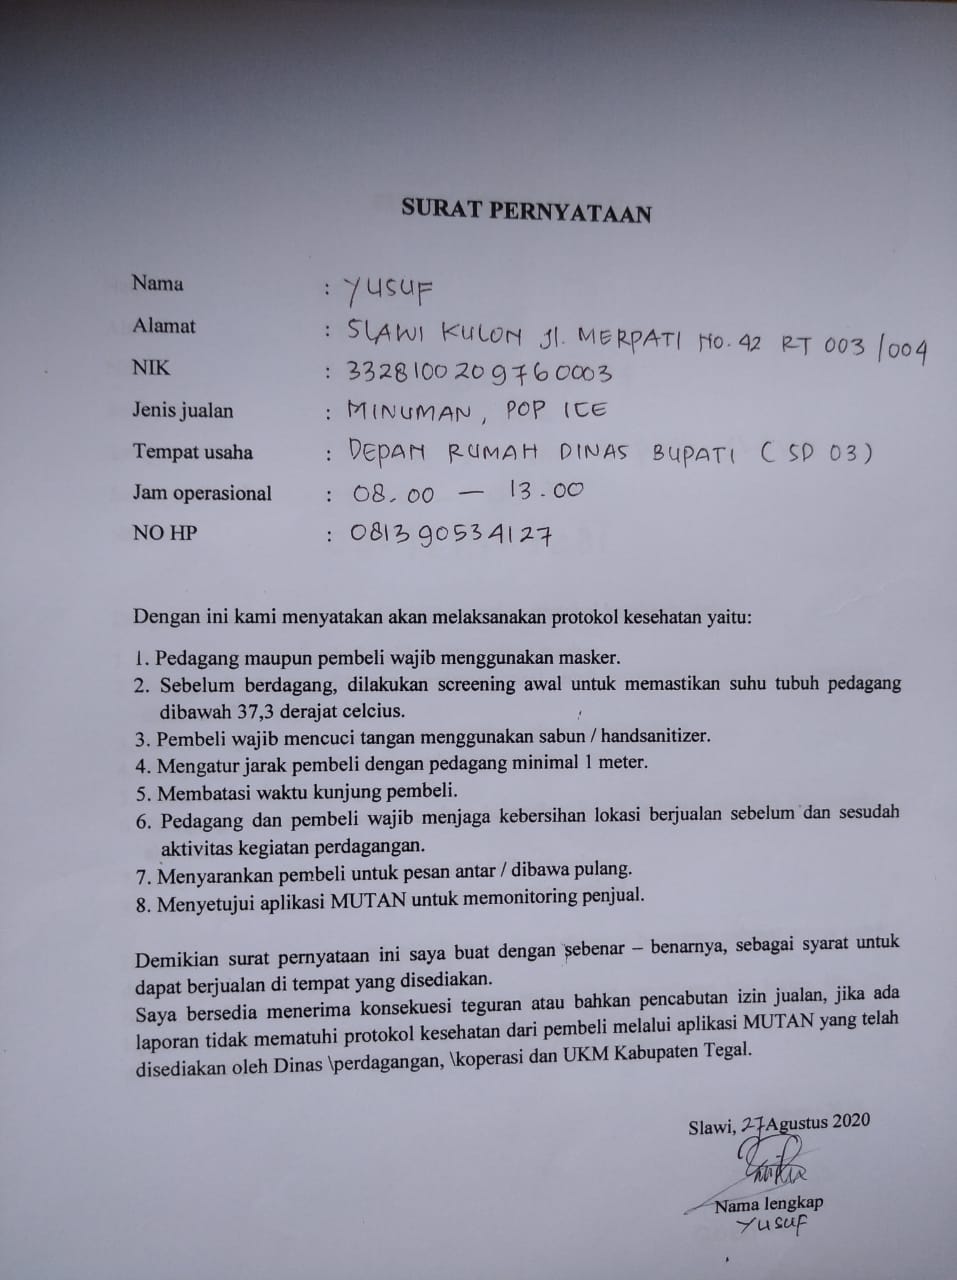 SURAT PERNYATAAN
Nama : YUSUF
Alamat : SLAWI KULON Jl. MERPATI NO. 42 RT 003 / 004
NIK : 3328100209760003
Jenis jualan : MINUMAN, POP ICE
Tempat usaha : DEPAN RUMAH DINAS BUPATI ( SD 03 )
Jam operasional : 08.00 – 13.00
NO HP : 081390534127
Dengan ini kami menyatakan akan melaksanakan protokol kesehatan yaitu:
1. Pedagang maupun pembeli wajib menggunakan masker.
2. Sebelum berdagang, dilakukan screening awal untuk memastikan suhu tubuh pedagang
dibawah 37,3 derajat celcius.
3. Pembeli wajib mencuci tangan menggunakan sabun / handsanitizer.
4. Mengatur jarak pembeli dengan pedagang minimal 1 meter.
5. Membatasi waktu kunjung pembeli.
6. Pedagang dan pembeli wajib menjaga kebersihan lokasi berjualan sebelum dan sesudah
aktivitas kegiatan perdagangan.
7. Menyarankan pembeli untuk pesan antar / dibawa pulang.
8. Menyetujui aplikasi MUTAN untuk memonitoring penjual.
Demikian surat pernyataan ini saya buat dengan sebenar – benarnya, sebagai syarat untuk
dapat berjualan di tempat yang disediakan.
Saya bersedia menerima konsekuesi teguran atau bahkan pencabutan izin jualan, jika ada
laporan tidak mematuhi protokol kesehatan dari pembeli melalui aplikasi MUTAN yang telah
disediakan oleh Dinas \perdagangan, \koperasi dan UKM Kabupaten Tegal.
Slawi, 27 Agustus 2020
Nama lengkap
YUSUF